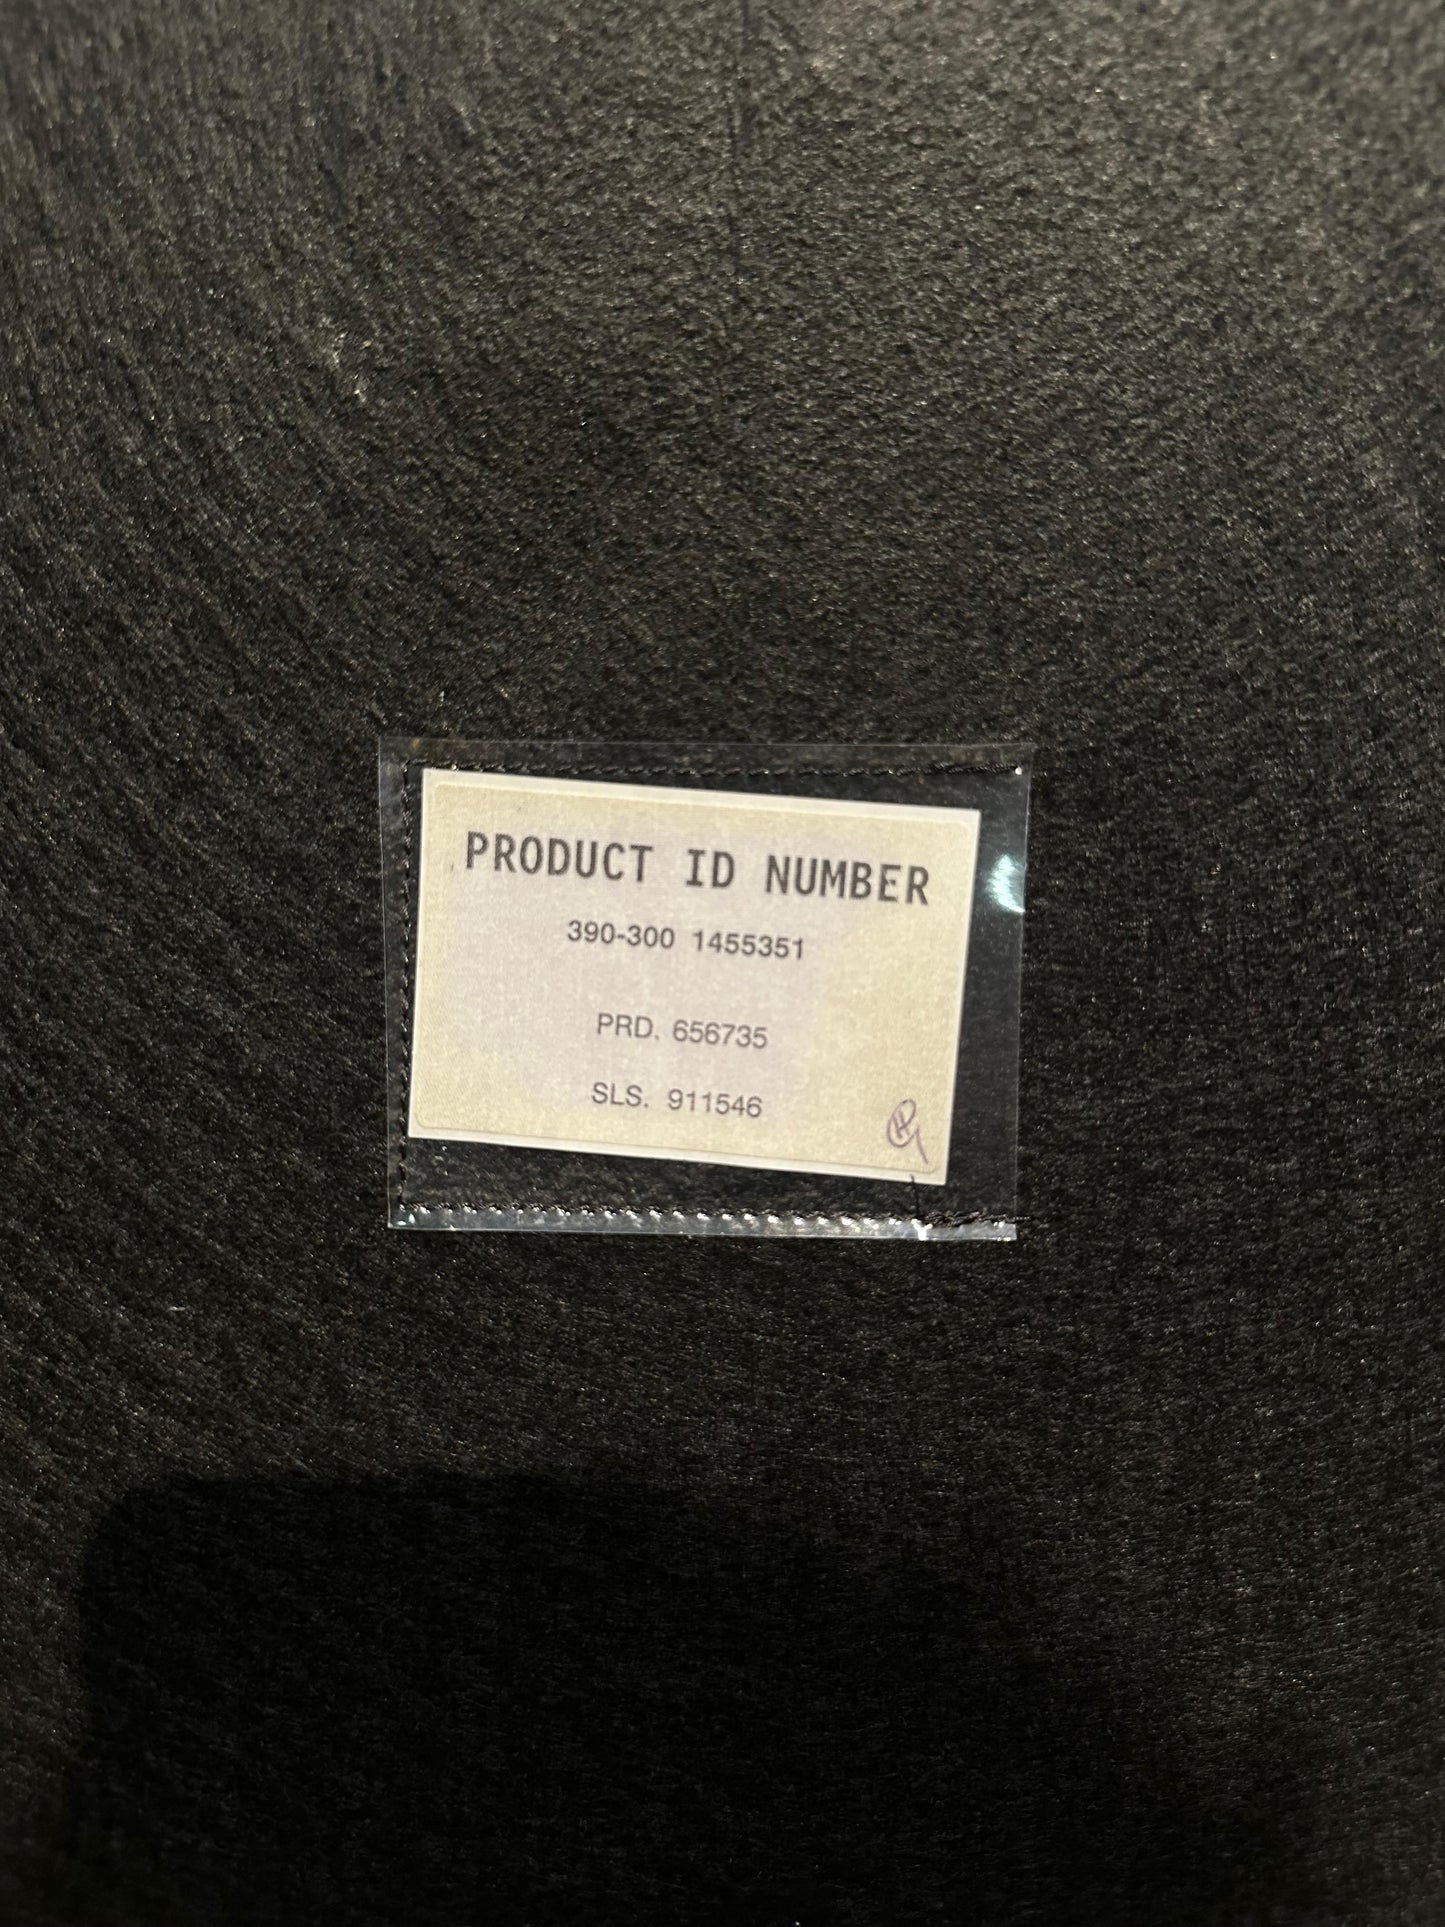 PRODUCT ID NUMBER
390-300 1455351
PRD. 656735
SLS. 911546